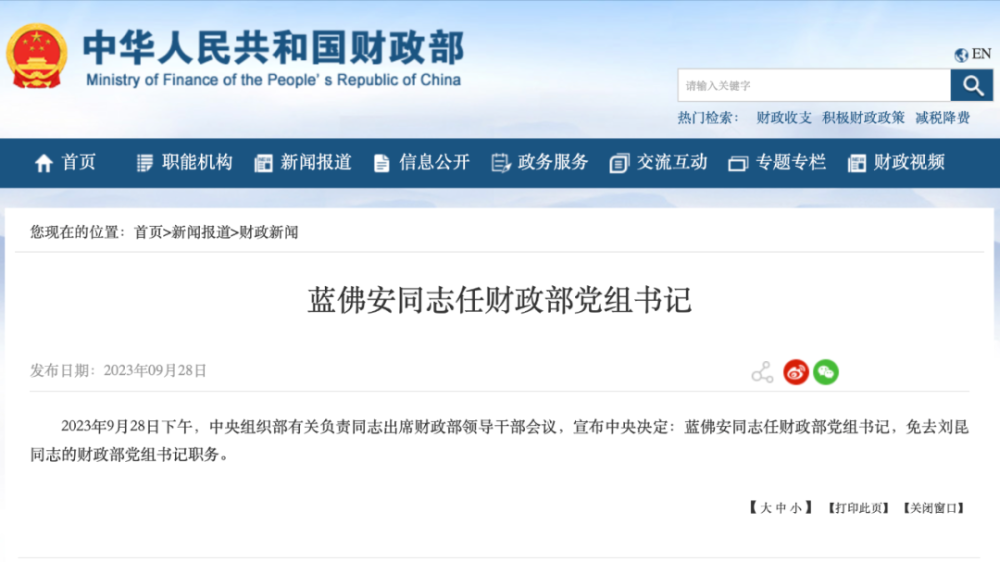 中华人民共和国财政部
Ministry of Finance of the People's Republic of China
EN
请输入关键字
热门检索： 财政收支 积极财政政策 减税降费
首页 职能机构 新闻报道 信息公开 政务服务 交流互动 专题专栏 财政视频
您现在的位置：首页>新闻报道>财政新闻
蓝佛安同志任财政部党组书记
发布日期：2023年09月28日
2023年9月28日下午，中央组织部有关负责同志出席财政部领导干部会议，宣布中央决定：蓝佛安同志任财政部党组书记，免去刘昆
同志的财政部党组书记职务。
【大 中 小】 【打印此页】 【关闭窗口】